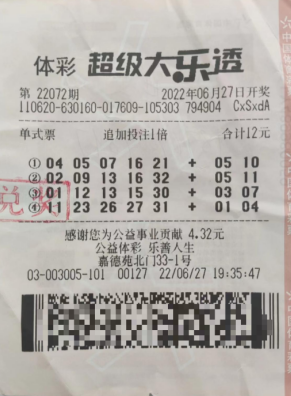 体彩 超级大乐透
第 22072期 2022年06月27日开奖
110620-630160-017609-105303 794904 CxSxdA
单式票 追加投注1倍 合计12元
① 04 05 07 16 21 + 05 10
② 02 09 13 16 32 + 05 11
③ 01 12 13 15 30 + 03 07
④ 11 23 26 27 31 + 01 04
感谢您为公益事业贡献 4.32元
公益体彩 乐善人生
嘉德苑北门33-1号
03-003005-101 00127 22/06/27 19:35:47